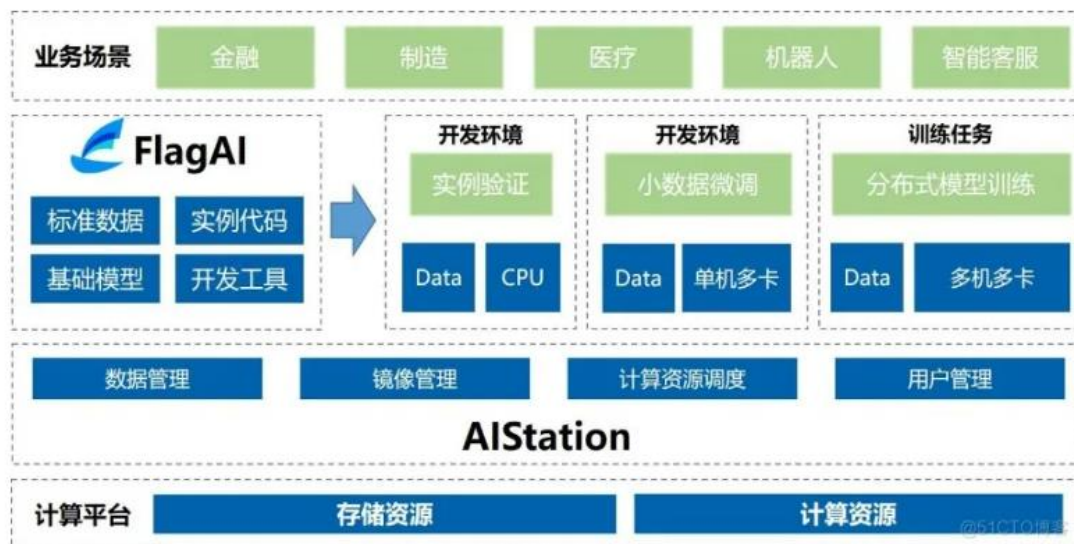 业务场景 金融 制造 医疗 机器人 智能客服
FlagAI
标准数据 实例代码
基础模型 开发工具
开发环境
实例验证
Data CPU
开发环境
小数据微调
Data 单机多卡
训练任务
分布式模型训练
Data 多机多卡
数据管理 镜像管理 计算资源调度 用户管理
AIStation
计算平台 存储资源 计算资源
@51CTO博客